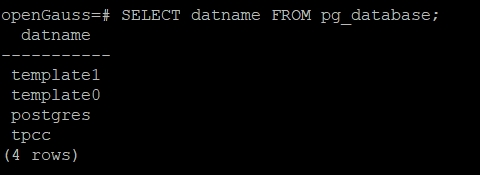 openGauss=# SELECT datname FROM pg_database;
datname
-----------
template1
template0
postgres
tpcc
(4 rows)